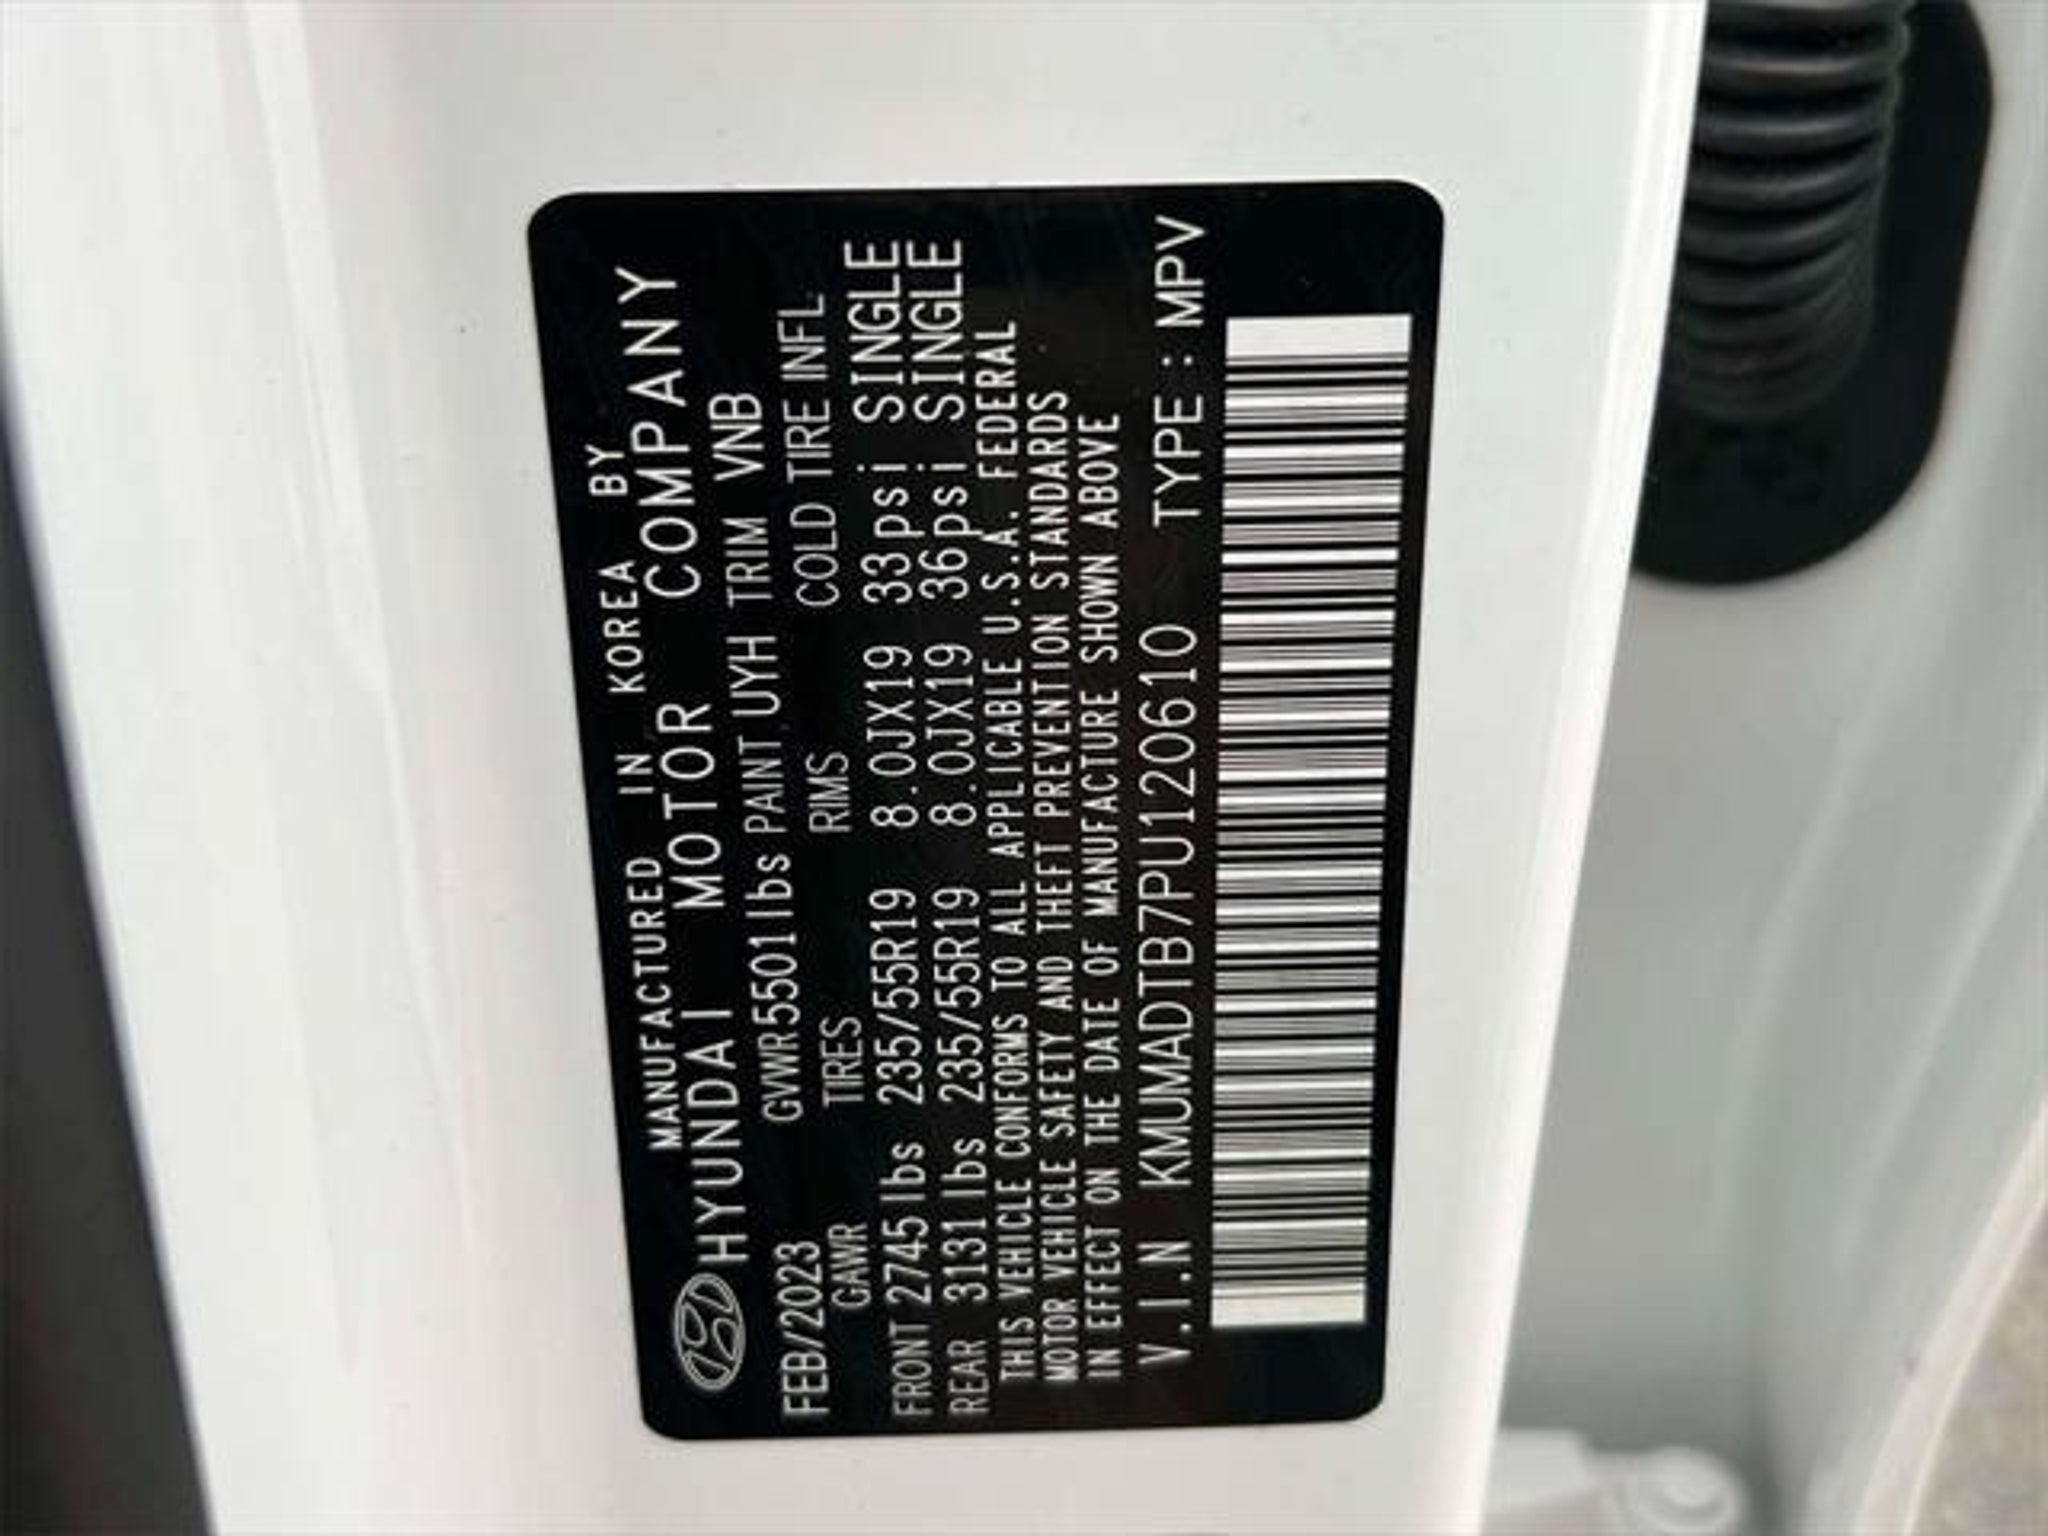 MANUFACTURED IN KOREA BY
HYUNDAI MOTOR COMPANY
FEB/2023 GVWR 5501 lbs PAINT UYH TRIM VNB
GAWR TIRES RIMS COLD TIRE INFL.
FRONT 2745 lbs 235/55R19 8.0JX19 33psi SINGLE
REAR 3131 lbs 235/55R19 8.0JX19 36psi SINGLE
THIS VEHICLE CONFORMS TO ALL APPLICABLE U.S.A. FEDERAL
MOTOR VEHICLE SAFETY AND THEFT PREVENTION STANDARDS
IN EFFECT ON THE DATE OF MANUFACTURE SHOWN ABOVE
V.I.N KMUMADTB7PU120610 TYPE : MPV